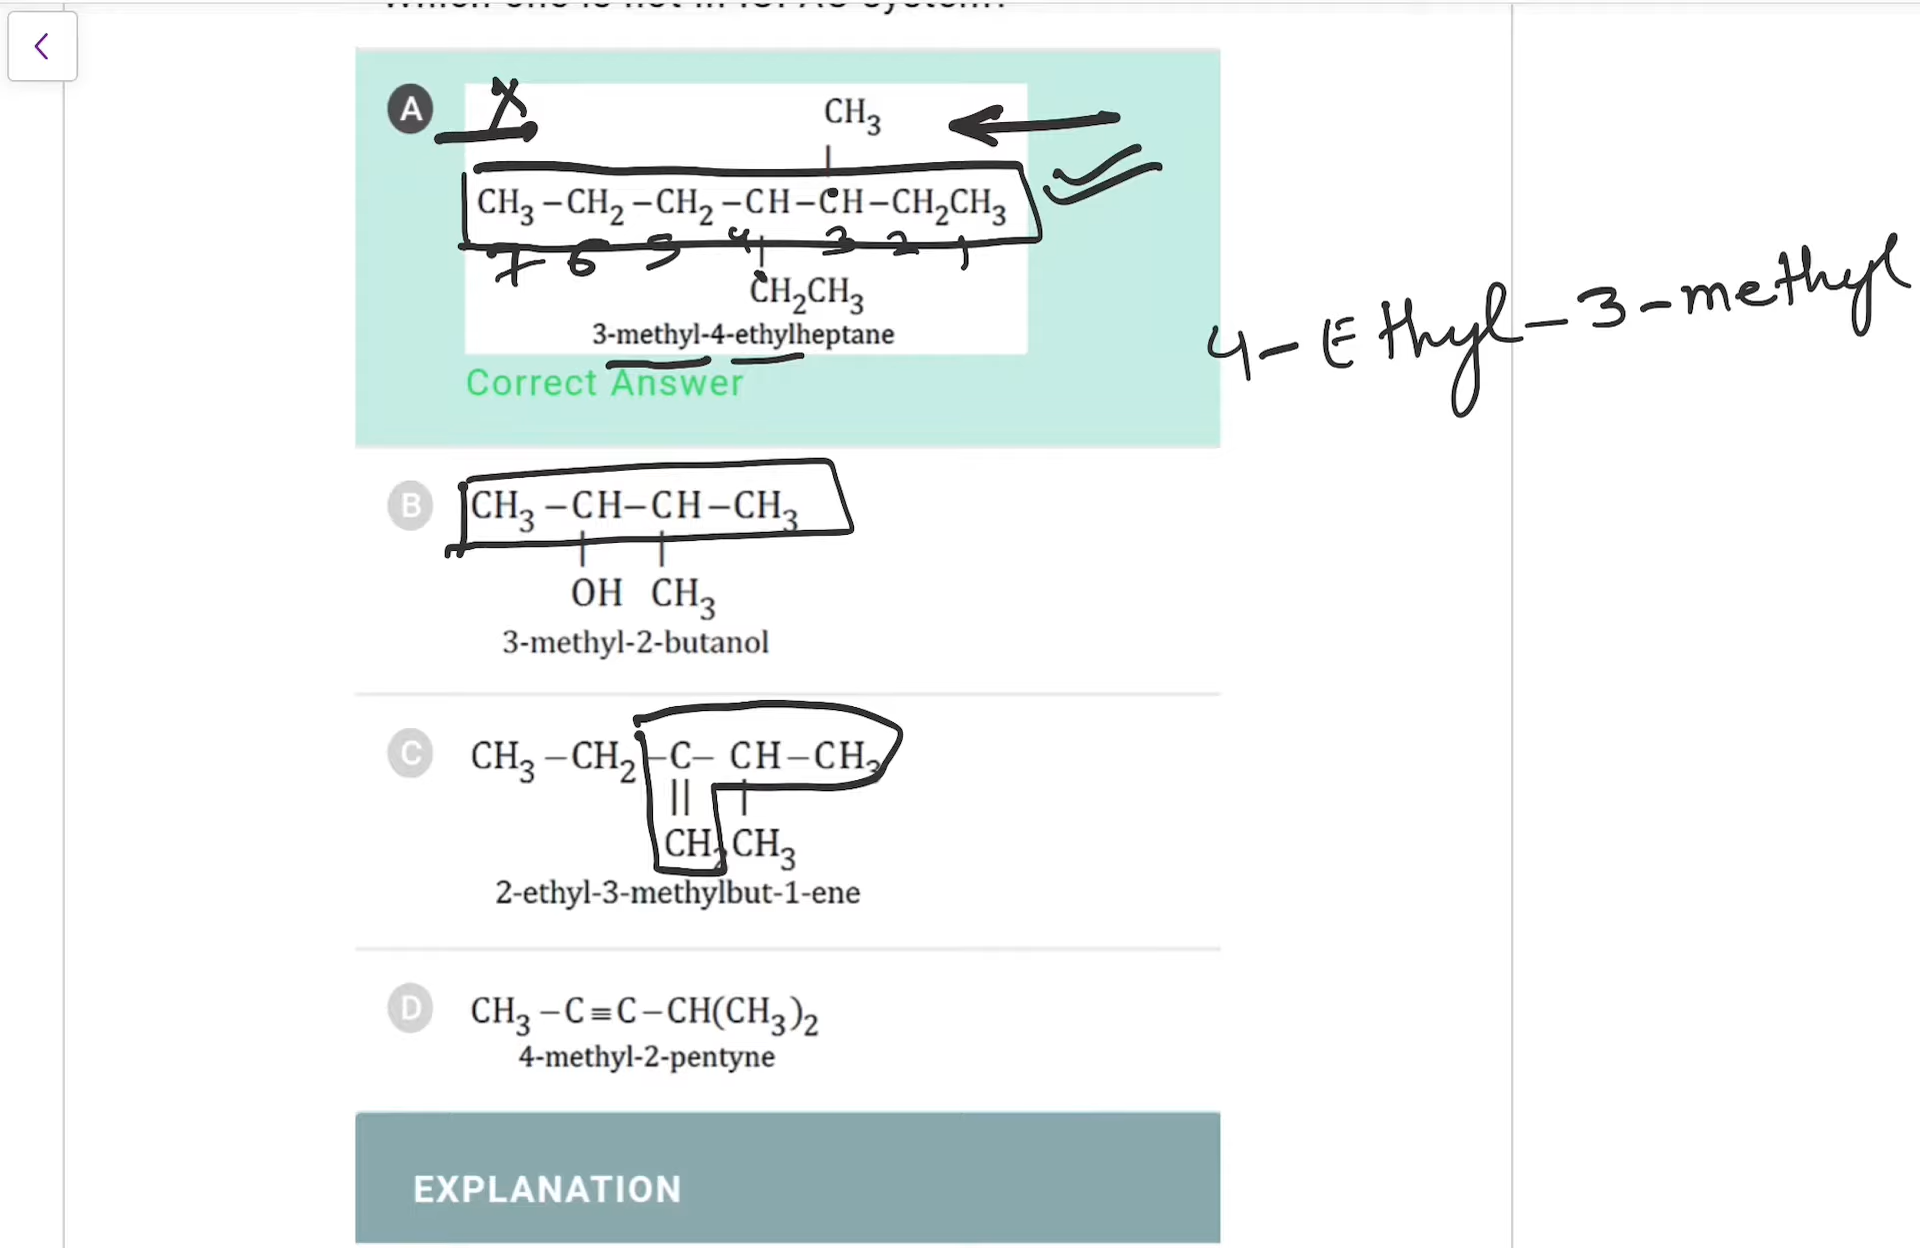 A
X
CH₃
CH₃ – CH₂ – CH₂ – CH – CH – CH₂CH₃
7 6 5 4 3 2 1
CH₂CH₃
3-methyl-4-ethylheptane
4-Ethyl-3-methyl
Correct Answer
B
CH₃ – CH – CH – CH₃
OH CH₃
3-methyl-2-butanol
C
CH₃ – CH₂ – C – CH – CH₃
||
CH₂ CH₃
2-ethyl-3-methylbut-1-ene
D
CH₃ – C ≡ C – CH(CH₃)₂
4-methyl-2-pentyne
EXPLANATION